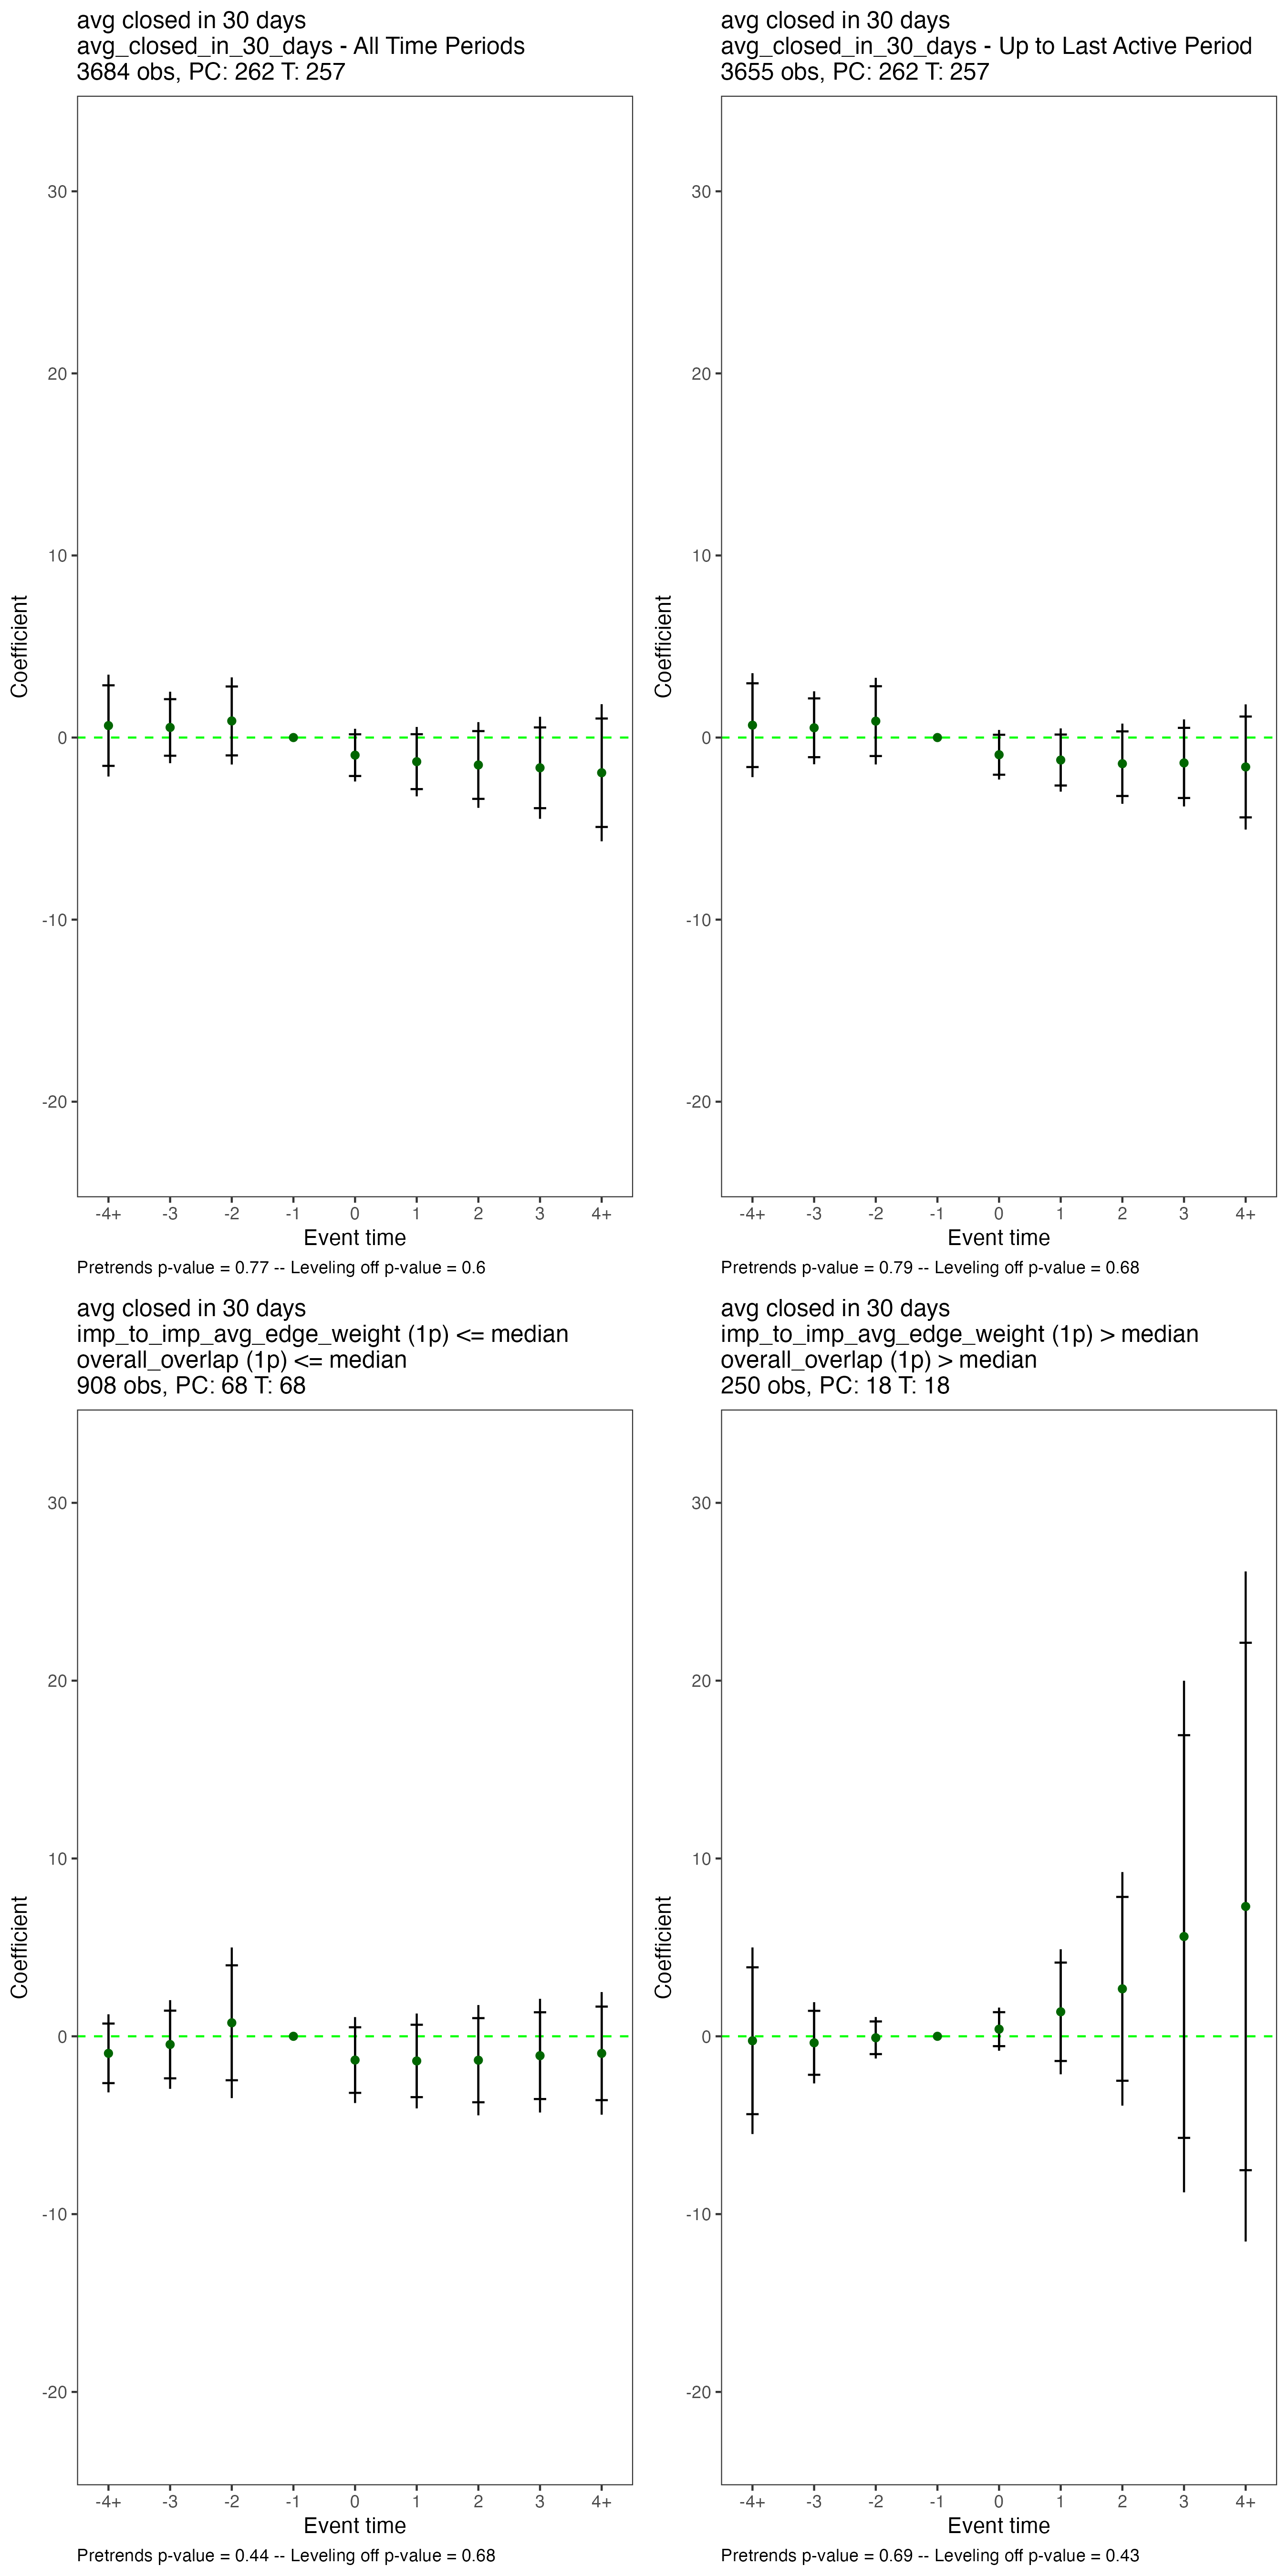 avg closed in 30 days
avg_closed_in_30_days - All Time Periods
3684 obs, PC: 262 T: 257
30
20
10
0
-10
-20
Coefficient
-4+ -3 -2 -1 0 1 2 3 4+
Event time
Pretrends p-value = 0.77 -- Leveling off p-value = 0.6
avg closed in 30 days
avg_closed_in_30_days - Up to Last Active Period
3655 obs, PC: 262 T: 257
30
20
10
0
-10
-20
Coefficient
-4+ -3 -2 -1 0 1 2 3 4+
Event time
Pretrends p-value = 0.79 -- Leveling off p-value = 0.68
avg closed in 30 days
imp_to_imp_avg_edge_weight (1p) <= median
overall_overlap (1p) <= median
908 obs, PC: 68 T: 68
30
20
10
0
-10
-20
Coefficient
-4+ -3 -2 -1 0 1 2 3 4+
Event time
Pretrends p-value = 0.44 -- Leveling off p-value = 0.68
avg closed in 30 days
imp_to_imp_avg_edge_weight (1p) > median
overall_overlap (1p) > median
250 obs, PC: 18 T: 18
30
20
10
0
-10
-20
Coefficient
-4+ -3 -2 -1 0 1 2 3 4+
Event time
Pretrends p-value = 0.69 -- Leveling off p-value = 0.43